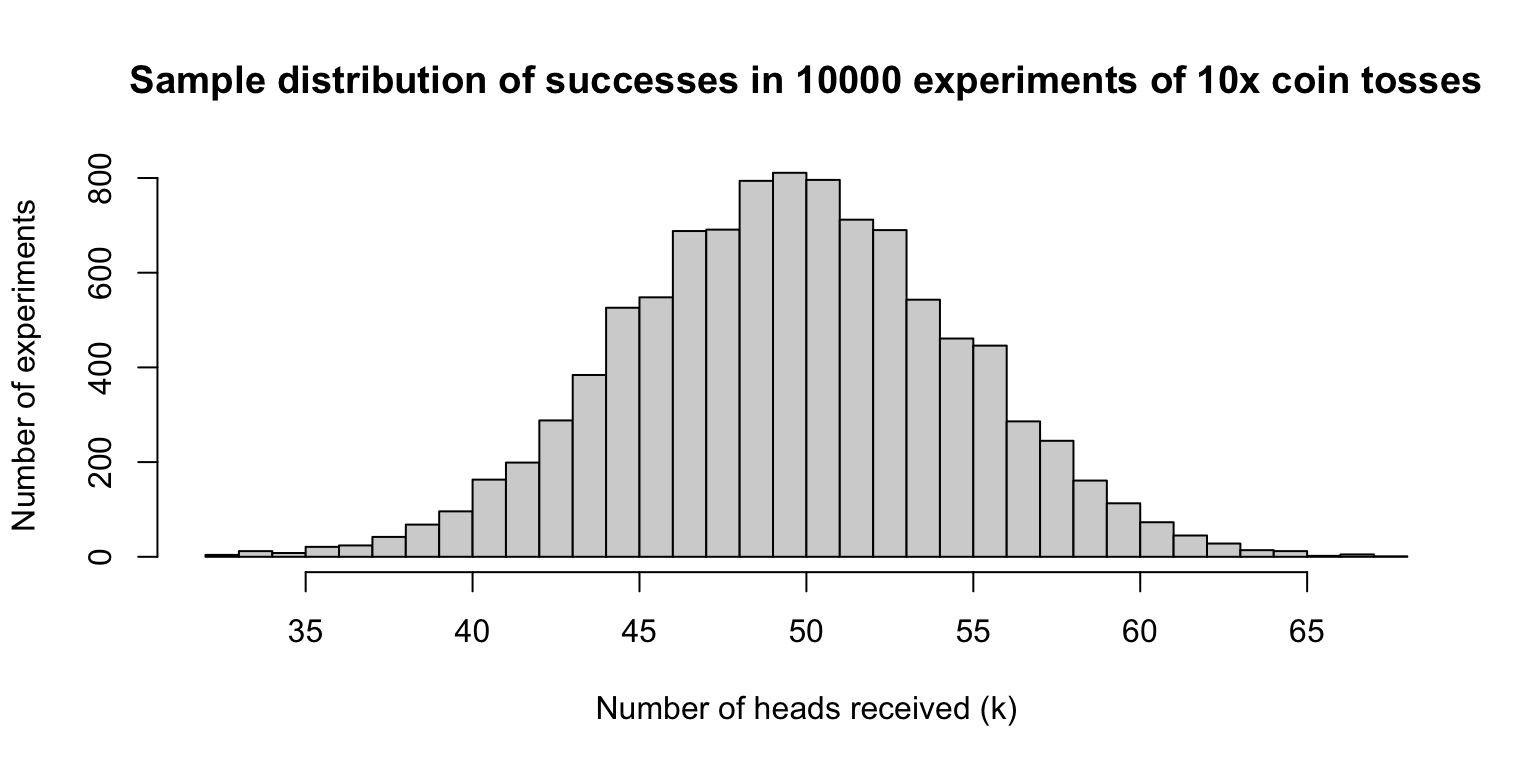 Sample distribution of successes in 10000 experiments of 10x coin tosses
Number of experiments
800
600
400
200
0
35 40 45 50 55 60 65
Number of heads received (k)